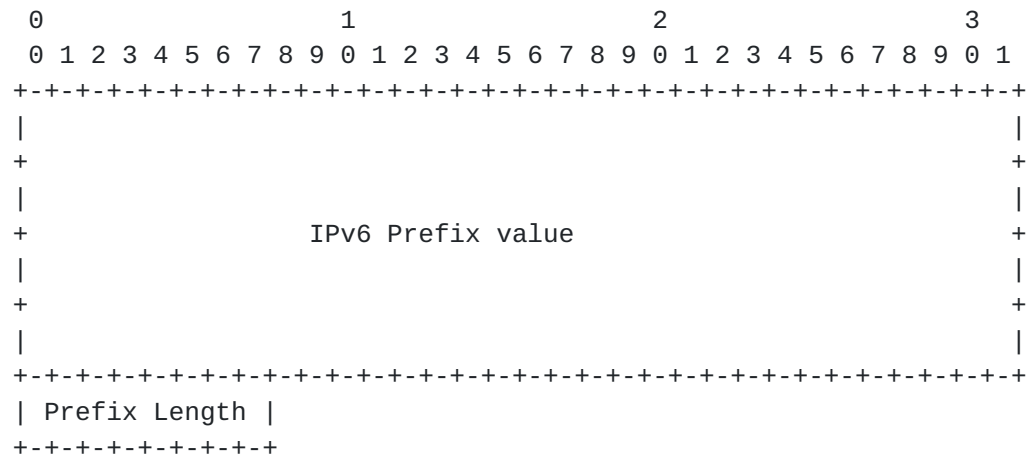 0                   1                   2                   3
 0 1 2 3 4 5 6 7 8 9 0 1 2 3 4 5 6 7 8 9 0 1 2 3 4 5 6 7 8 9 0 1
+-+-+-+-+-+-+-+-+-+-+-+-+-+-+-+-+-+-+-+-+-+-+-+-+-+-+-+-+-+-+-+-+
|                                                               |
+                                                               +
|                                                               |
+                  IPv6 Prefix value                            +
|                                                               |
+                                                               +
|                                                               |
+-+-+-+-+-+-+-+-+-+-+-+-+-+-+-+-+-+-+-+-+-+-+-+-+-+-+-+-+-+-+-+-+
| Prefix Length |
+-+-+-+-+-+-+-+-+